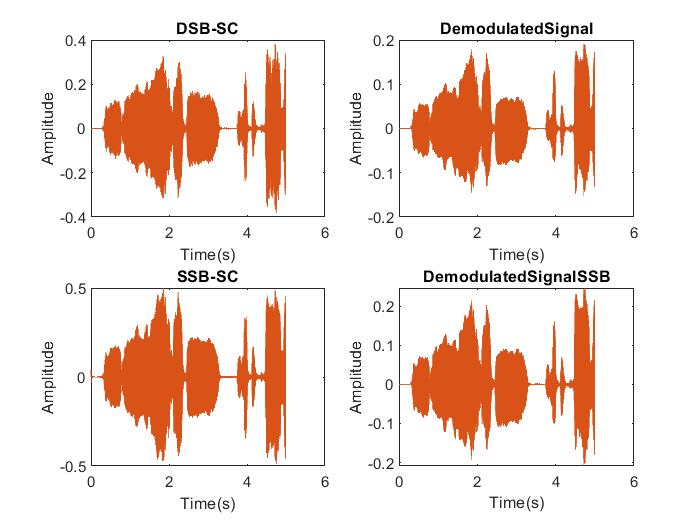 DSB-SC
0.4
0.2
0
-0.2
-0.4
Amplitude
0 2 4 6
Time(s)
DemodulatedSignal
0.2
0.1
0
-0.1
-0.2
Amplitude
0 2 4 6
Time(s)
SSB-SC
0.5
0
-0.5
Amplitude
0 2 4 6
Time(s)
DemodulatedSignalSSB
0.2
0.1
0
-0.1
-0.2
Amplitude
0 2 4 6
Time(s)